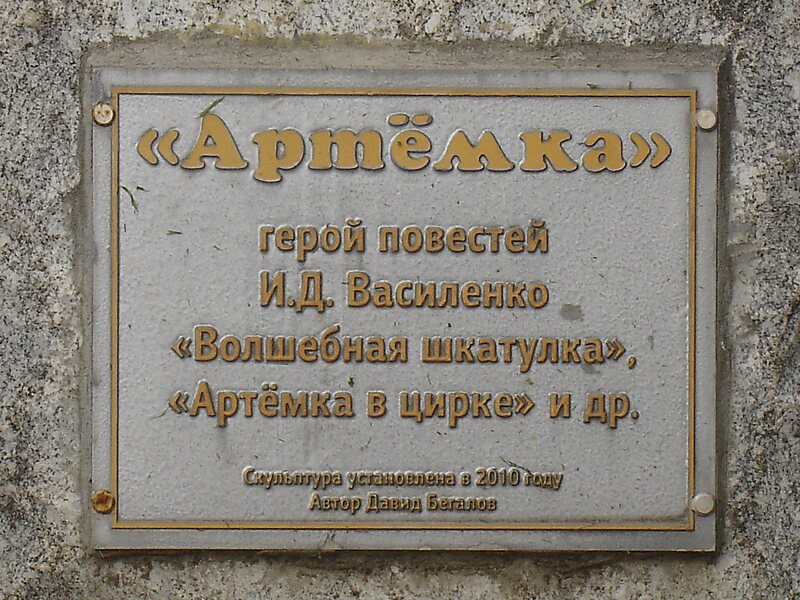 «Артёмка»
герой повестей
И.Д. Василенко
«Волшебная шкатулка»,
«Артёмка в цирке» и др.
Скульптура установлена в 2010 году
Автор Давид Бегалов